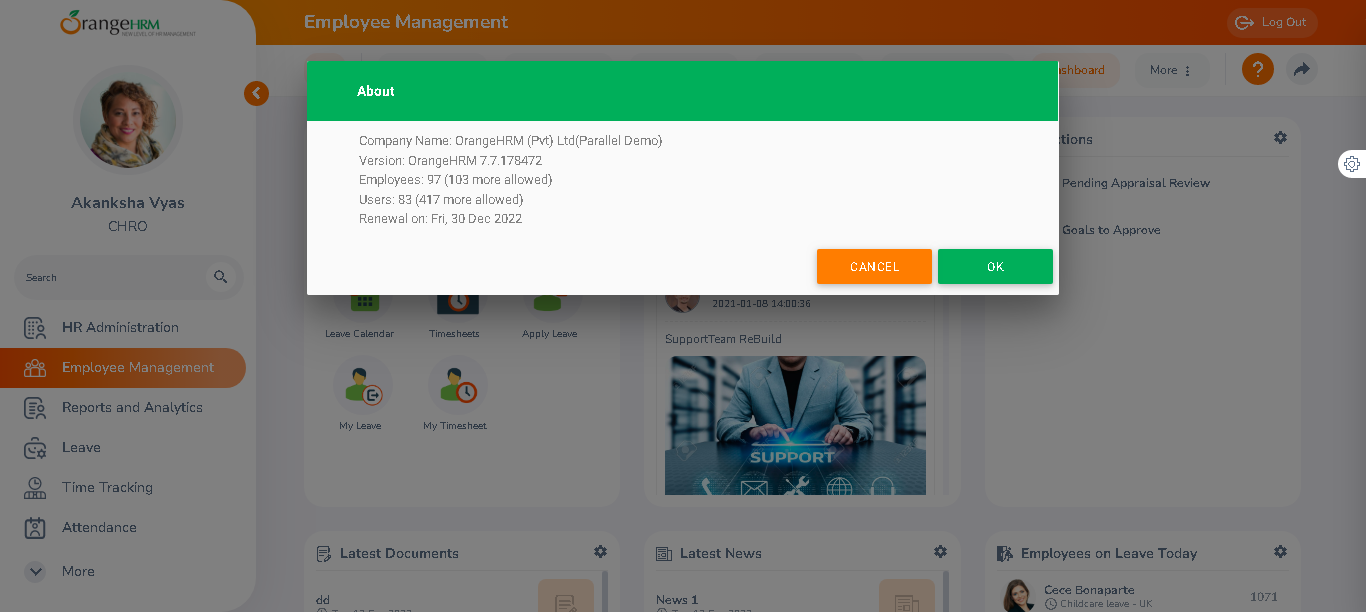 OrangeHRM
NEW LEVEL OF HR MANAGEMENT
Employee Management
Log Out
shboard
More
?
About
Company Name: OrangeHRM (Pvt) Ltd(Parallel Demo)
Version: OrangeHRM 7.7.178472
Employees: 97 (103 more allowed)
Users: 83 (417 more allowed)
Renewal on: Fri, 30 Dec 2022
CANCEL
OK
Akanksha Vyas
CHRO
Search
HR Administration
Employee Management
Reports and Analytics
Leave
Time Tracking
Attendance
More
Leave Calendar
Timesheets
Apply Leave
My Leave
My Timesheet
2021-01-08 14:00:36
SupportTeam ReBuild
SUPPORT
ctions
Pending Appraisal Review
Goals to Approve
Latest Documents
dd
Latest News
News 1
Employees on Leave Today
Cece Bonaparte
Childcare leave - UK
1071